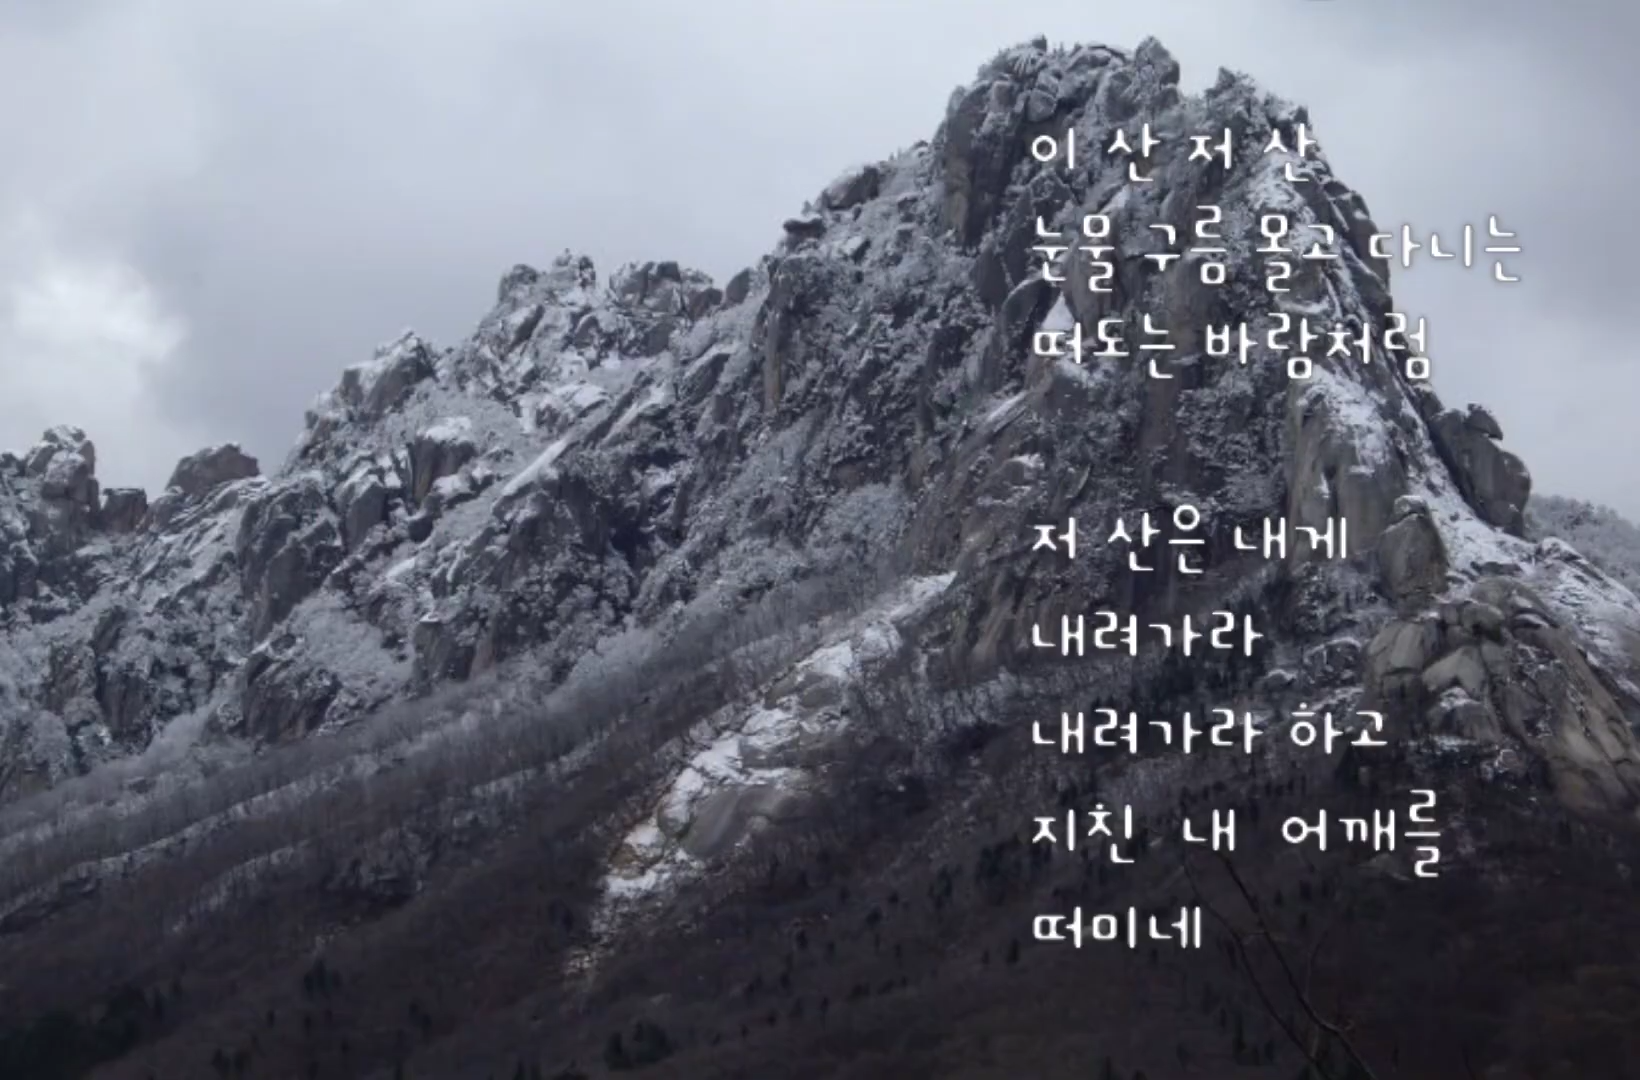 이 산 저 산
눈물 구름 몰고 다니는
떠도는 바람처럼
저 산은 내게
내려가라
내려가라 하고
지친 내 어깨를
떠미네